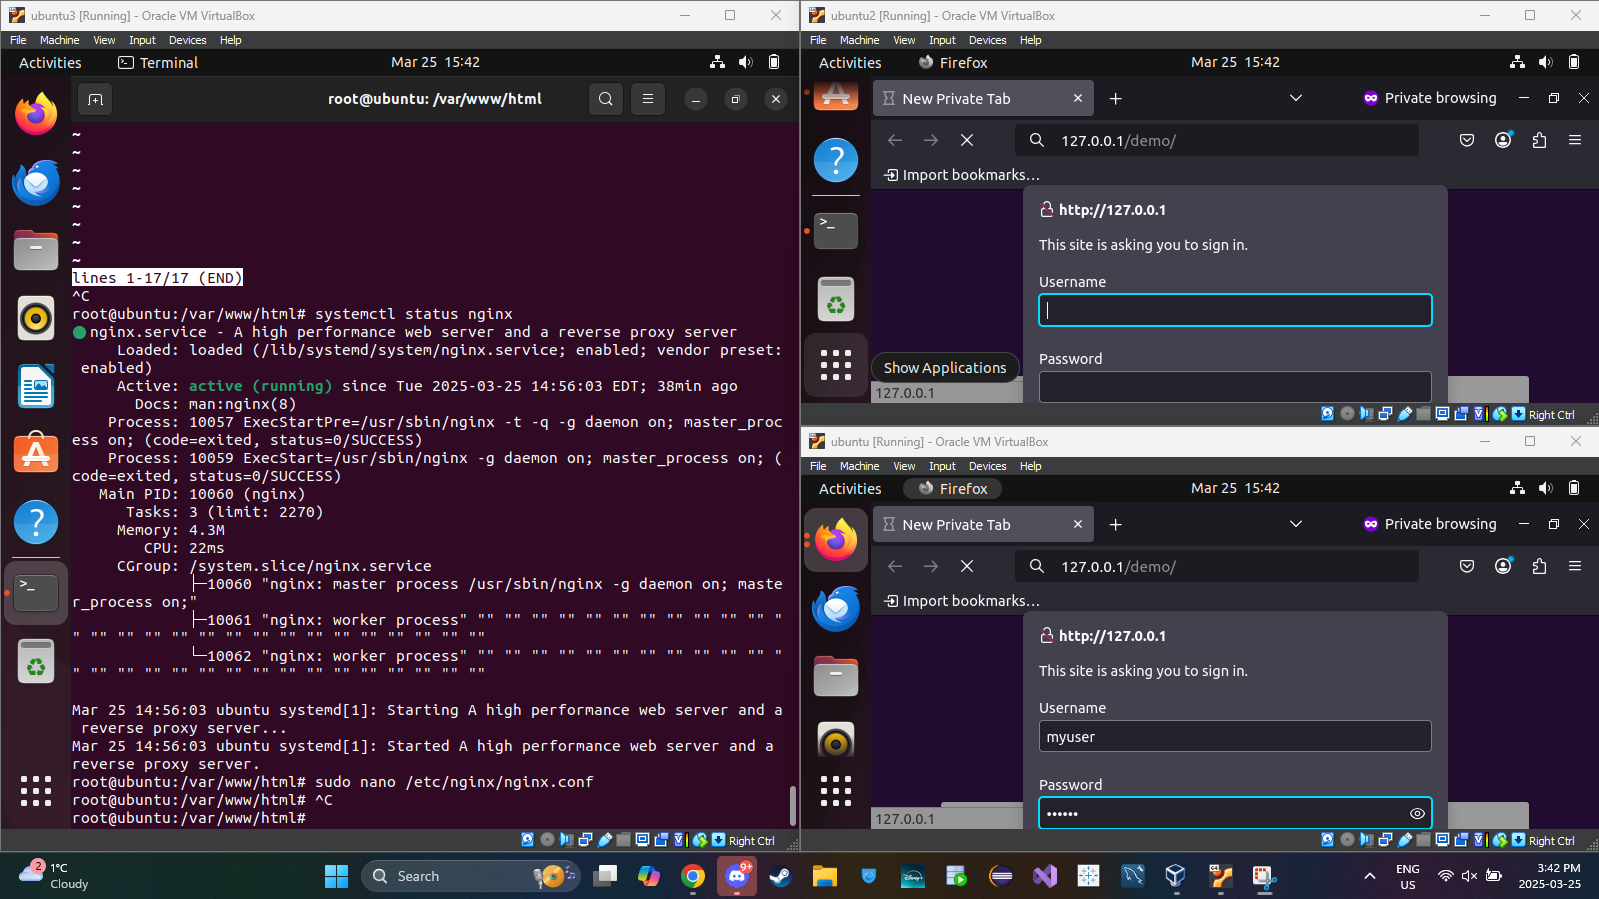 ubuntu3 [Running] - Oracle VM VirtualBox
File Machine View Input Devices Help
Activities Terminal Mar 25 15:42
root@ubuntu: /var/www/html
~
~
~
~
~
~
~
~
lines 1-17/17 (END)
^C
root@ubuntu:/var/www/html# systemctl status nginx
nginx.service - A high performance web server and a reverse proxy server
Loaded: loaded (/lib/systemd/system/nginx.service; enabled; vendor preset:
enabled)
Active: active (running) since Tue 2025-03-25 14:56:03 EDT; 38min ago
Docs: man:nginx(8)
Process: 10057 ExecStartPre=/usr/sbin/nginx -t -q -g daemon on; master_proc
ess on; (code=exited, status=0/SUCCESS)
Process: 10059 ExecStart=/usr/sbin/nginx -g daemon on; master_process on; (
code=exited, status=0/SUCCESS)
Main PID: 10060 (nginx)
Tasks: 3 (limit: 2270)
Memory: 4.3M
CPU: 22ms
CGroup: /system.slice/nginx.service
├─10060 "nginx: master process /usr/sbin/nginx -g daemon on; maste
r_process on;"
├─10061 "nginx: worker process" "" "" "" "" "" "" "" "" "" "" "" "
" "" "" "" "" "" "" "" "" "" "" "" "" "" "" ""
└─10062 "nginx: worker process" "" "" "" "" "" "" "" "" "" "" "" "
" "" "" "" "" "" "" "" "" "" "" "" "" "" "" ""
Mar 25 14:56:03 ubuntu systemd[1]: Starting A high performance web server and a
reverse proxy server...
Mar 25 14:56:03 ubuntu systemd[1]: Started A high performance web server and a
reverse proxy server.
root@ubuntu:/var/www/html# sudo nano /etc/nginx/nginx.conf
root@ubuntu:/var/www/html# ^C
root@ubuntu:/var/www/html#
Right Ctrl
ubuntu2 [Running] - Oracle VM VirtualBox
File Machine View Input Devices Help
Activities Firefox Mar 25 15:42
New Private Tab Private browsing
127.0.0.1/demo/
Import bookmarks...
http://127.0.0.1
This site is asking you to sign in.
Username
Password
Show Applications
127.0.0.1
Right Ctrl
ubuntu [Running] - Oracle VM VirtualBox
File Machine View Input Devices Help
Activities Firefox Mar 25 15:42
New Private Tab Private browsing
127.0.0.1/demo/
Import bookmarks...
http://127.0.0.1
This site is asking you to sign in.
Username
myuser
Password
••••••
127.0.0.1
Right Ctrl
2
1°C
Cloudy
Search
9+
Disney+
ENG
US
3:42 PM
2025-03-25